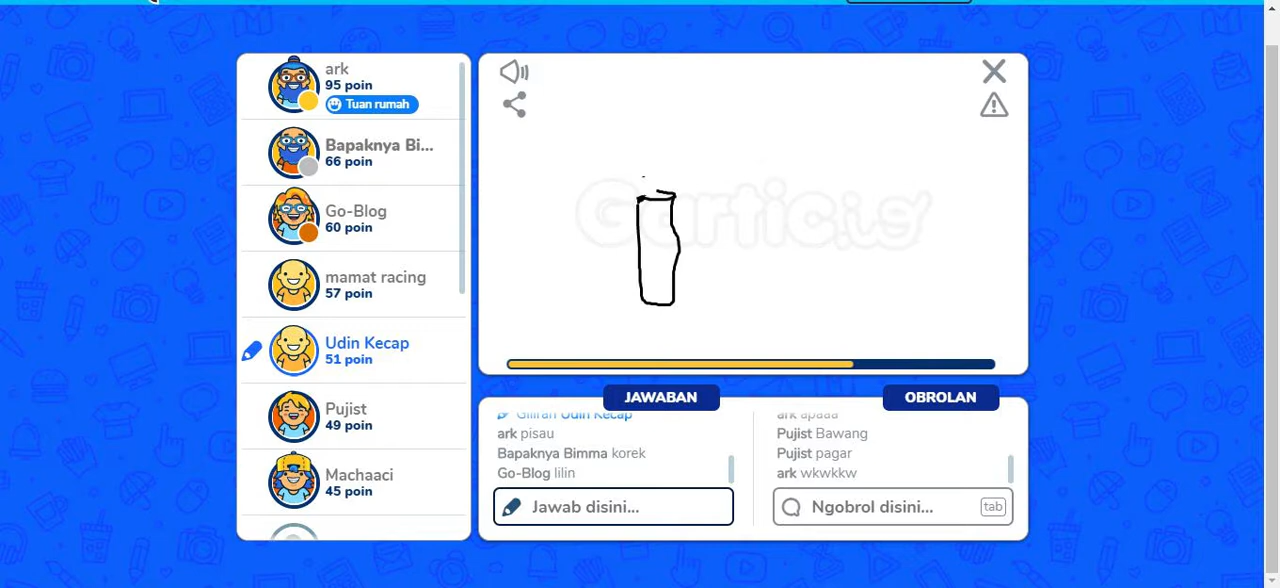 ark
95 poin
Tuan rumah
Bapaknya Bi...
66 poin
Go-Blog
60 poin
mamat racing
57 poin
Udin Kecap
51 poin
Pujist
49 poin
Machaaci
45 poin
Gartic.io
JAWABAN
Giliran Udin Kecap
ark pisau
Bapaknya Bimma korek
Go-Blog lilin
Jawab disini...
OBROLAN
ark apaaa
Pujist Bawang
Pujist pagar
ark wkwkkw
Ngobrol disini...
tab